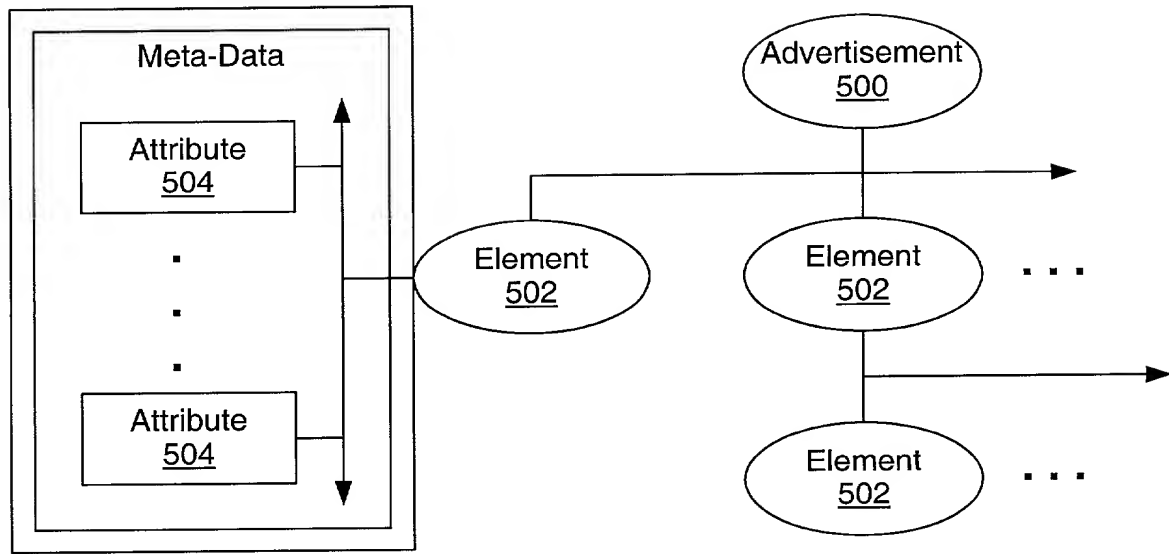 Meta-Data
Attribute
504
Attribute
504
Advertisement
500
Element
502
Element
502
. . .
Element
502
. . .